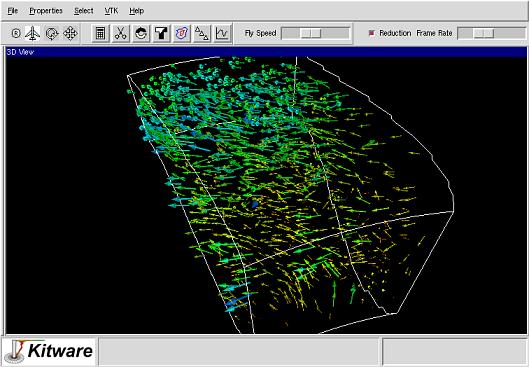 File Properties Select VTK Help
R Fly Speed Reduction Frame Rate
3D View
Kitware